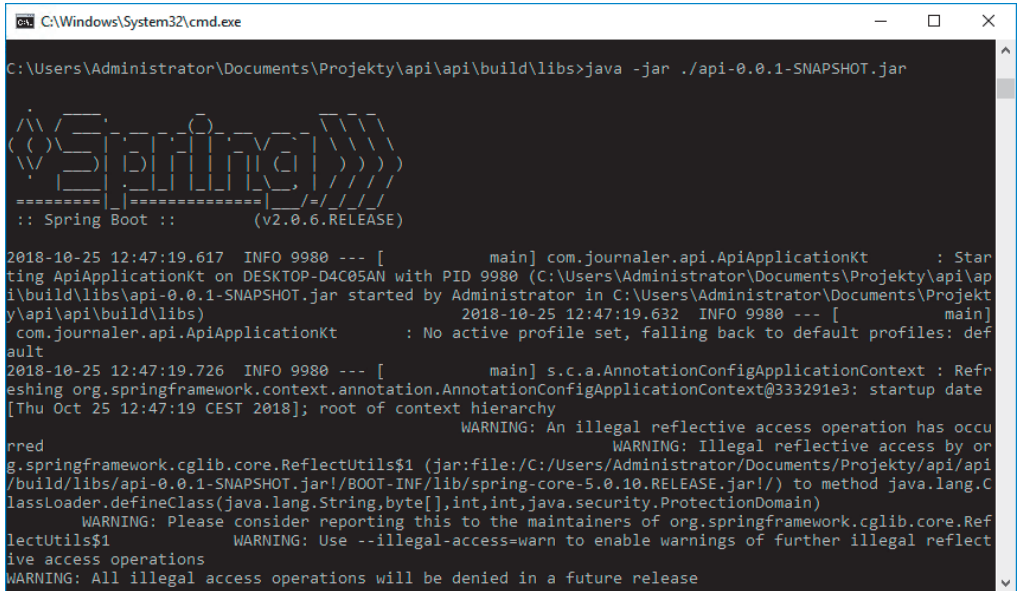 C:\Windows\System32\cmd.exe
C:\Users\Administrator\Documents\Projekty\api\api\build\libs>java -jar ./api-0.0.1-SNAPSHOT.jar
Spring
=========|_|==============|___/=/_/_/_/
:: Spring Boot ::        (v2.0.6.RELEASE)
2018-10-25 12:47:19.617  INFO 9980 --- [           main] com.journaler.api.ApiApplicationKt       : Star
ting ApiApplicationKt on DESKTOP-D4C05AN with PID 9980 (C:\Users\Administrator\Documents\Projekty\api\ap
i\build\libs\api-0.0.1-SNAPSHOT.jar started by Administrator in C:\Users\Administrator\Documents\Projekt
y\api\api\build\libs)                          2018-10-25 12:47:19.632  INFO 9980 --- [           main]
 com.journaler.api.ApiApplicationKt       : No active profile set, falling back to default profiles: def
ault
2018-10-25 12:47:19.726  INFO 9980 --- [           main] s.c.a.AnnotationConfigApplicationContext : Refr
eshing org.springframework.context.annotation.AnnotationConfigApplicationContext@333291e3: startup date
[Thu Oct 25 12:47:19 CEST 2018]; root of context hierarchy
WARNING: An illegal reflective access operation has occu
rred                                                            WARNING: Illegal reflective access by or
g.springframework.cglib.core.ReflectUtils$1 (jar:file:/C:/Users/Administrator/Documents/Projekty/api/api
/build/libs/api-0.0.1-SNAPSHOT.jar!/BOOT-INF/lib/spring-core-5.0.10.RELEASE.jar!/) to method java.lang.C
lassLoader.defineClass(java.lang.String,byte[],int,int,java.security.ProtectionDomain)
WARNING: Please consider reporting this to the maintainers of org.springframework.cglib.core.Ref
lectUtils$1             WARNING: Use --illegal-access=warn to enable warnings of further illegal reflect
ive access operations
WARNING: All illegal access operations will be denied in a future release